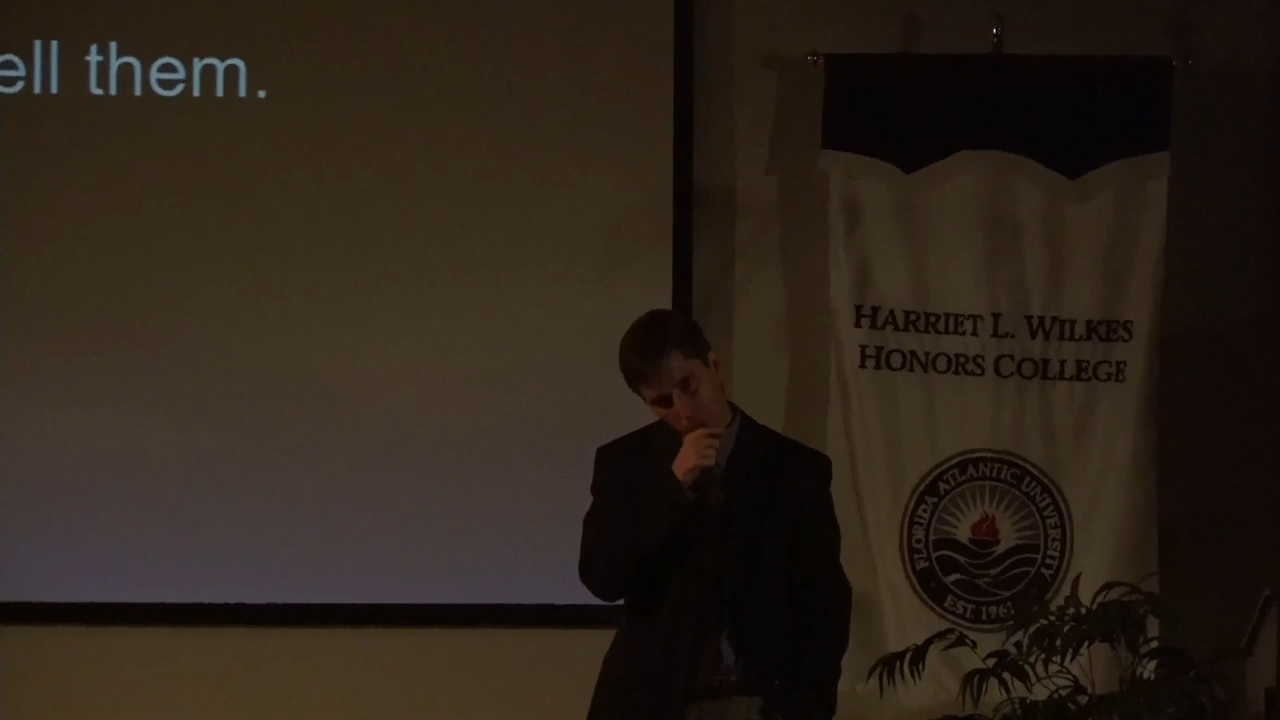 ell them.
HARRIET L. WILKES
HONORS COLLEGE
FLORIDA ATLANTIC UNIVERSITY
EST. 1961